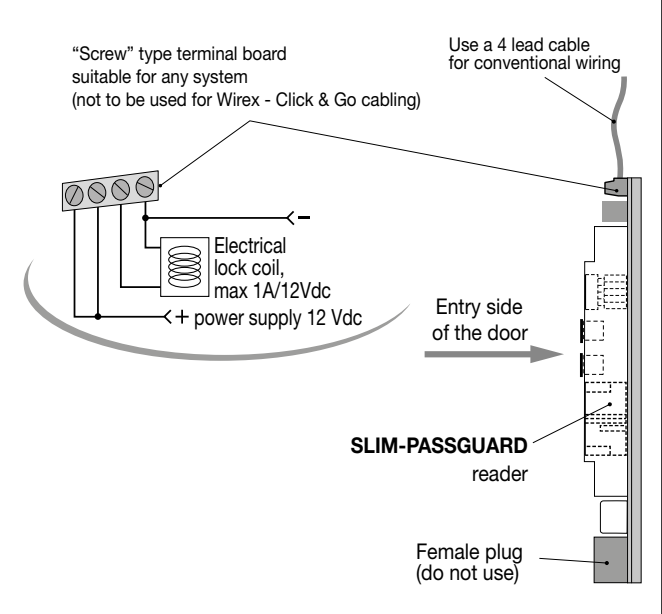 “Screw” type terminal board
suitable for any system
(not to be used for Wirex - Click & Go cabling)
Use a 4 lead cable
for conventional wiring
–
Electrical
lock coil,
max 1A/12Vdc
+ power supply 12 Vdc
Entry side
of the door
SLIM-PASSGUARD
reader
Female plug
(do not use)